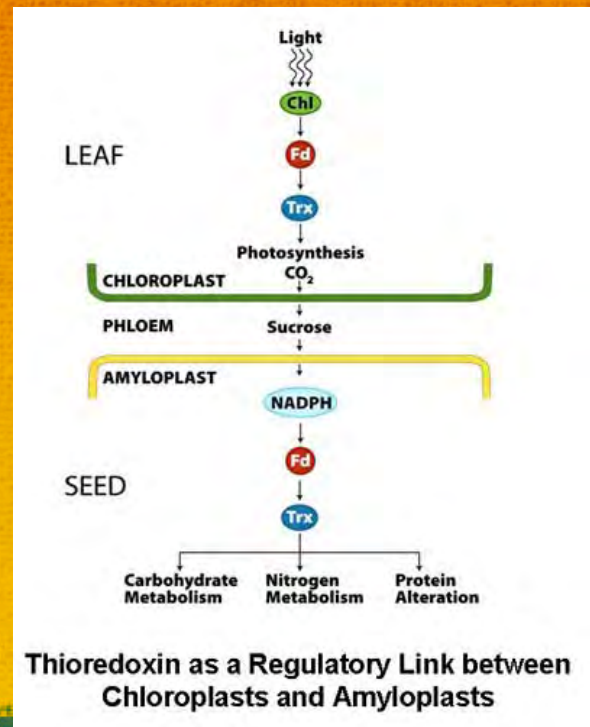 Light
Chl
LEAF
Fd
Trx
Photosynthesis
CO₂
CHLOROPLAST
PHLOEM
Sucrose
AMYLOPLAST
NADPH
Fd
SEED
Trx
Carbohydrate Metabolism
Nitrogen Metabolism
Protein Alteration
Thioredoxin as a Regulatory Link between
Chloroplasts and Amyloplasts